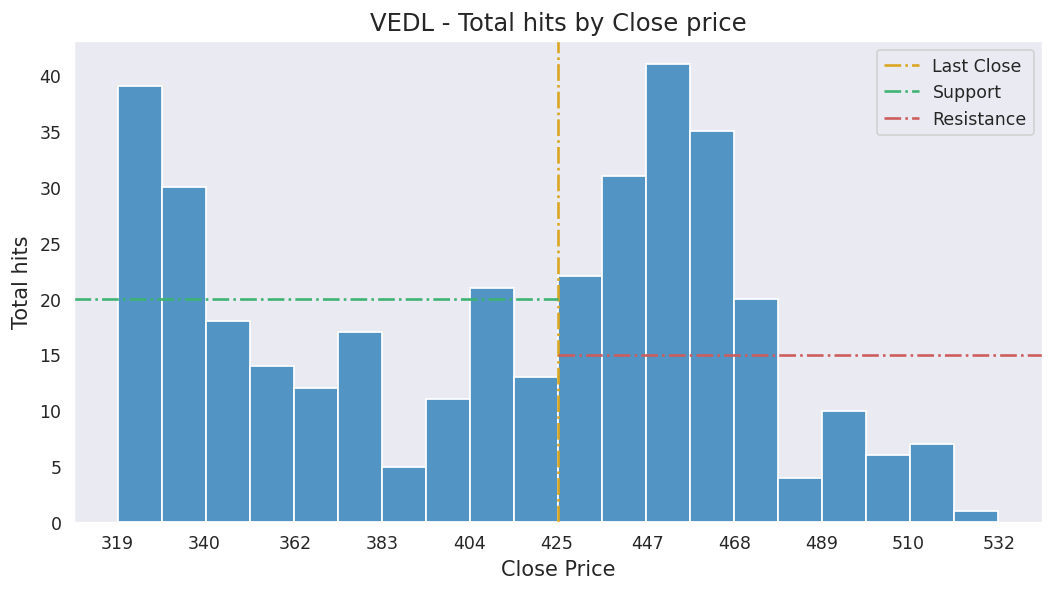 VEDL - Total hits by Close price
Last Close
Support
Resistance
Total hits
40
35
30
25
20
15
10
5
0
319 340 362 383 404 425 447 468 489 510 532
Close Price